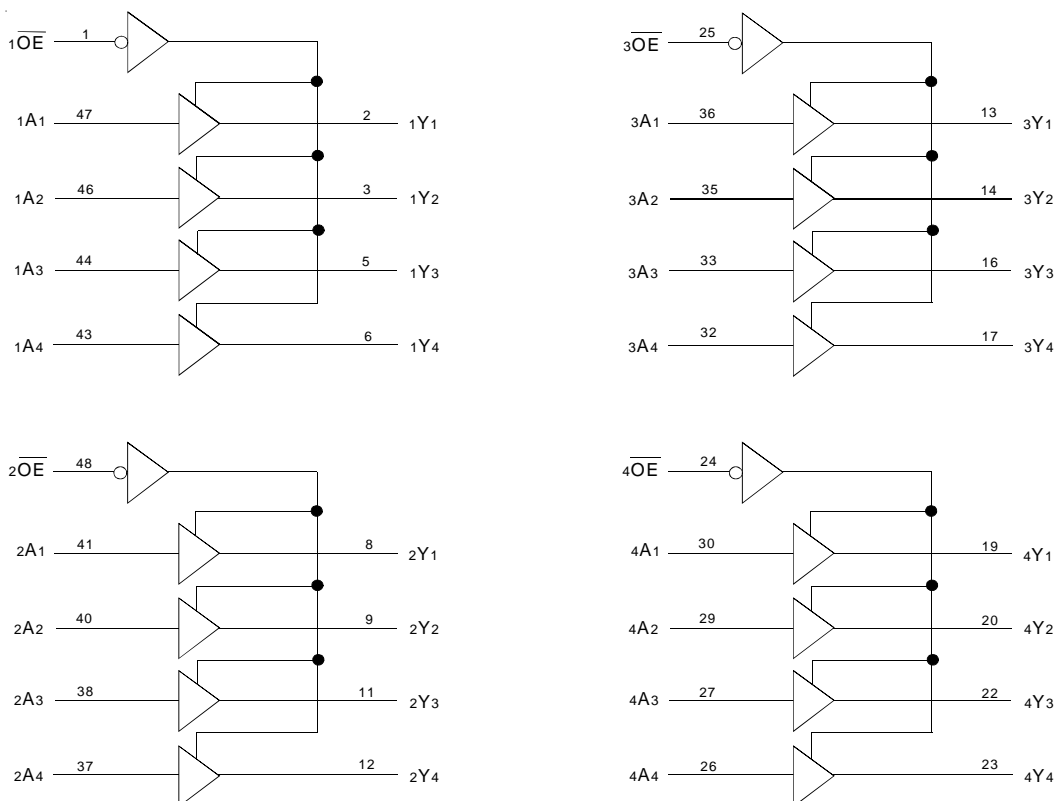 1OE 1
1A1 47 2 1Y1
1A2 46 3 1Y2
1A3 44 5 1Y3
1A4 43 6 1Y4
3OE 25
3A1 36 13 3Y1
3A2 35 14 3Y2
3A3 33 16 3Y3
3A4 32 17 3Y4
2OE 48
2A1 41 8 2Y1
2A2 40 9 2Y2
2A3 38 11 2Y3
2A4 37 12 2Y4
4OE 24
4A1 30 19 4Y1
4A2 29 20 4Y2
4A3 27 22 4Y3
4A4 26 23 4Y4